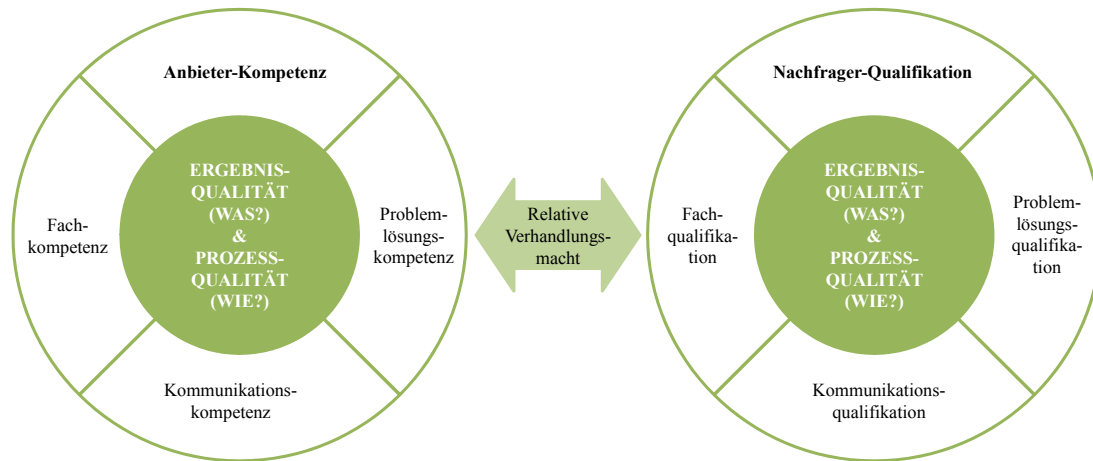 Anbieter-Kompetenz
ERGEBNIS-
QUALITÄT
(WAS?)
&
PROZESS-
QUALITÄT
(WIE?)
Fach-
kompetenz
Problem-
lösungs-
kompetenz
Kommunikations-
kompetenz
Relative
Verhandlungs-
macht
Nachfrager-Qualifikation
ERGEBNIS-
QUALITÄT
(WAS?)
&
PROZESS-
QUALITÄT
(WIE?)
Fach-
qualifika-
tion
Problem-
lösungs-
qualifika-
tion
Kommunikations-
qualifikation